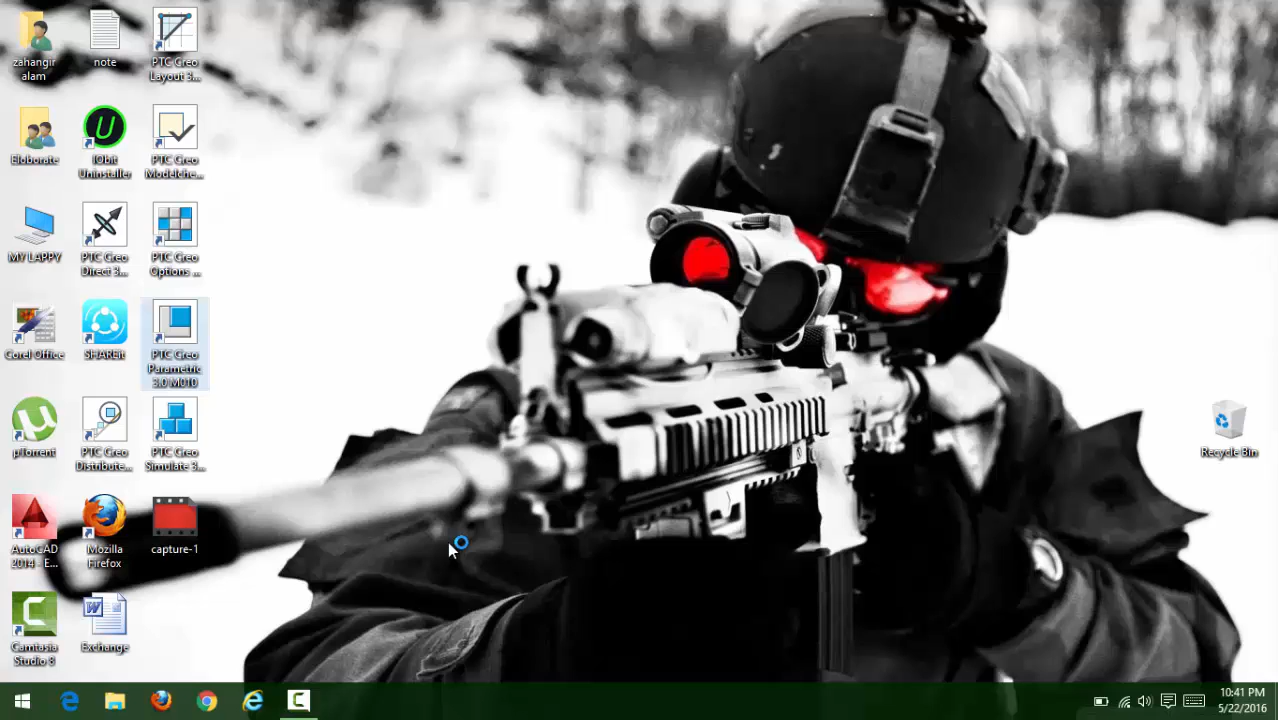 zahangir
alam
note
PTC Creo
Layout 3...
Eloborate
IObit
Uninstaller
PTC Creo
Modelche...
MY LAPPY
PTC Creo
Direct 3...
PTC Creo
Options ...
Corel Office
SHAREit
PTC Creo
Parametric
3.0 M010
µTorrent
PTC Creo
Distribute...
PTC Creo
Simulate 3...
AutoCAD
2014 - E...
Mozilla
Firefox
capture-1
Camtasia
Studio 8
Exchange
Recycle Bin
10:41 PM
5/22/2016